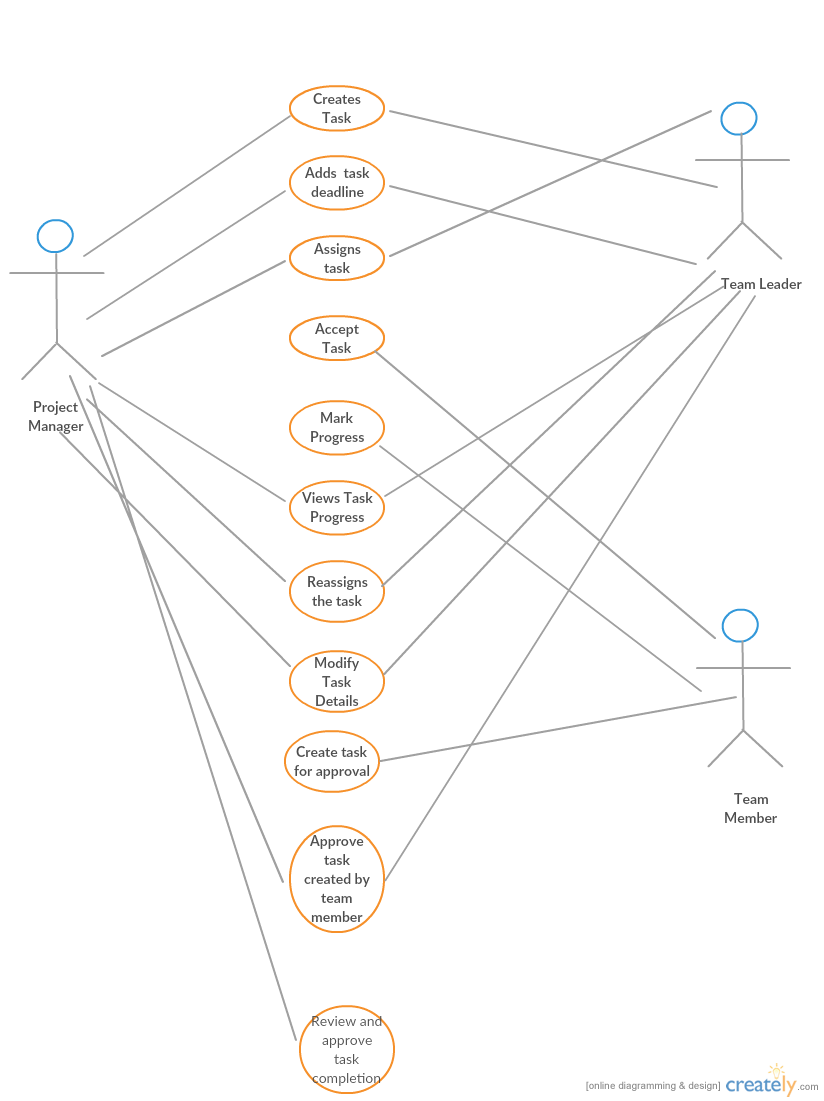 Creates
Task
Adds  task
deadline
Assigns
task
Team Leader
Accept
Task
Project
Manager
Mark
Progress
Views Task
Progress
Reassigns
the task
Modify
Task
Details
Create task
for approval
Team
Member
Approve
task
created by
team
member
Review and
approve
task
completion
[online diagramming & design] creately.com